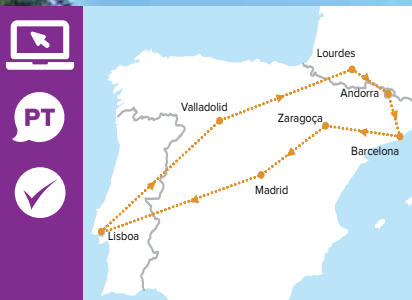 PT
Lourdes
Andorra
Valladolid
Zaragoça
Barcelona
Madrid
Lisboa